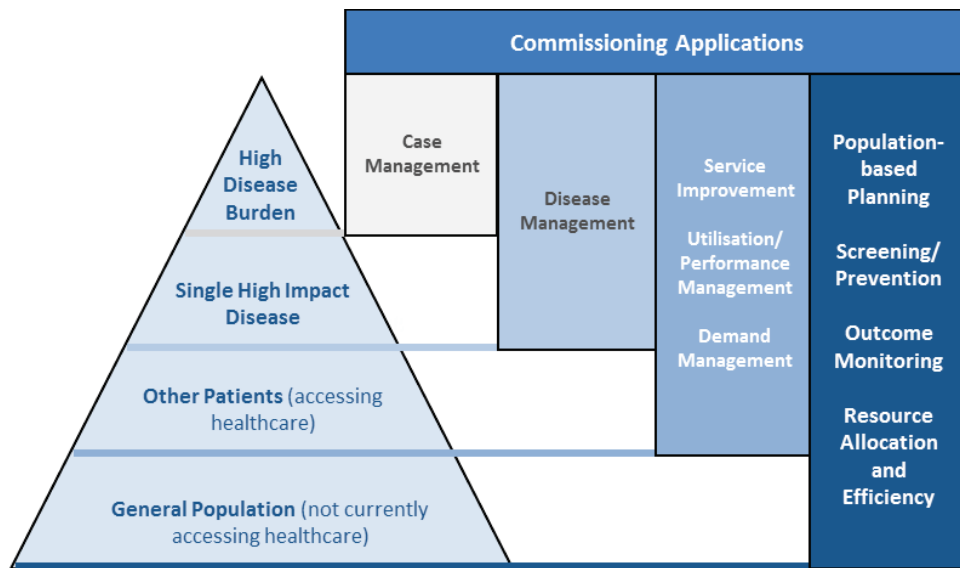 Commissioning Applications
High
Disease
Burden
Single High Impact
Disease
Other Patients (accessing
healthcare)
General Population (not currently
accessing healthcare)
Case
Management
Disease
Management
Service
Improvement
Utilisation/
Performance
Management
Demand
Management
Population-
based
Planning
Screening/
Prevention
Outcome
Monitoring
Resource
Allocation
and
Efficiency